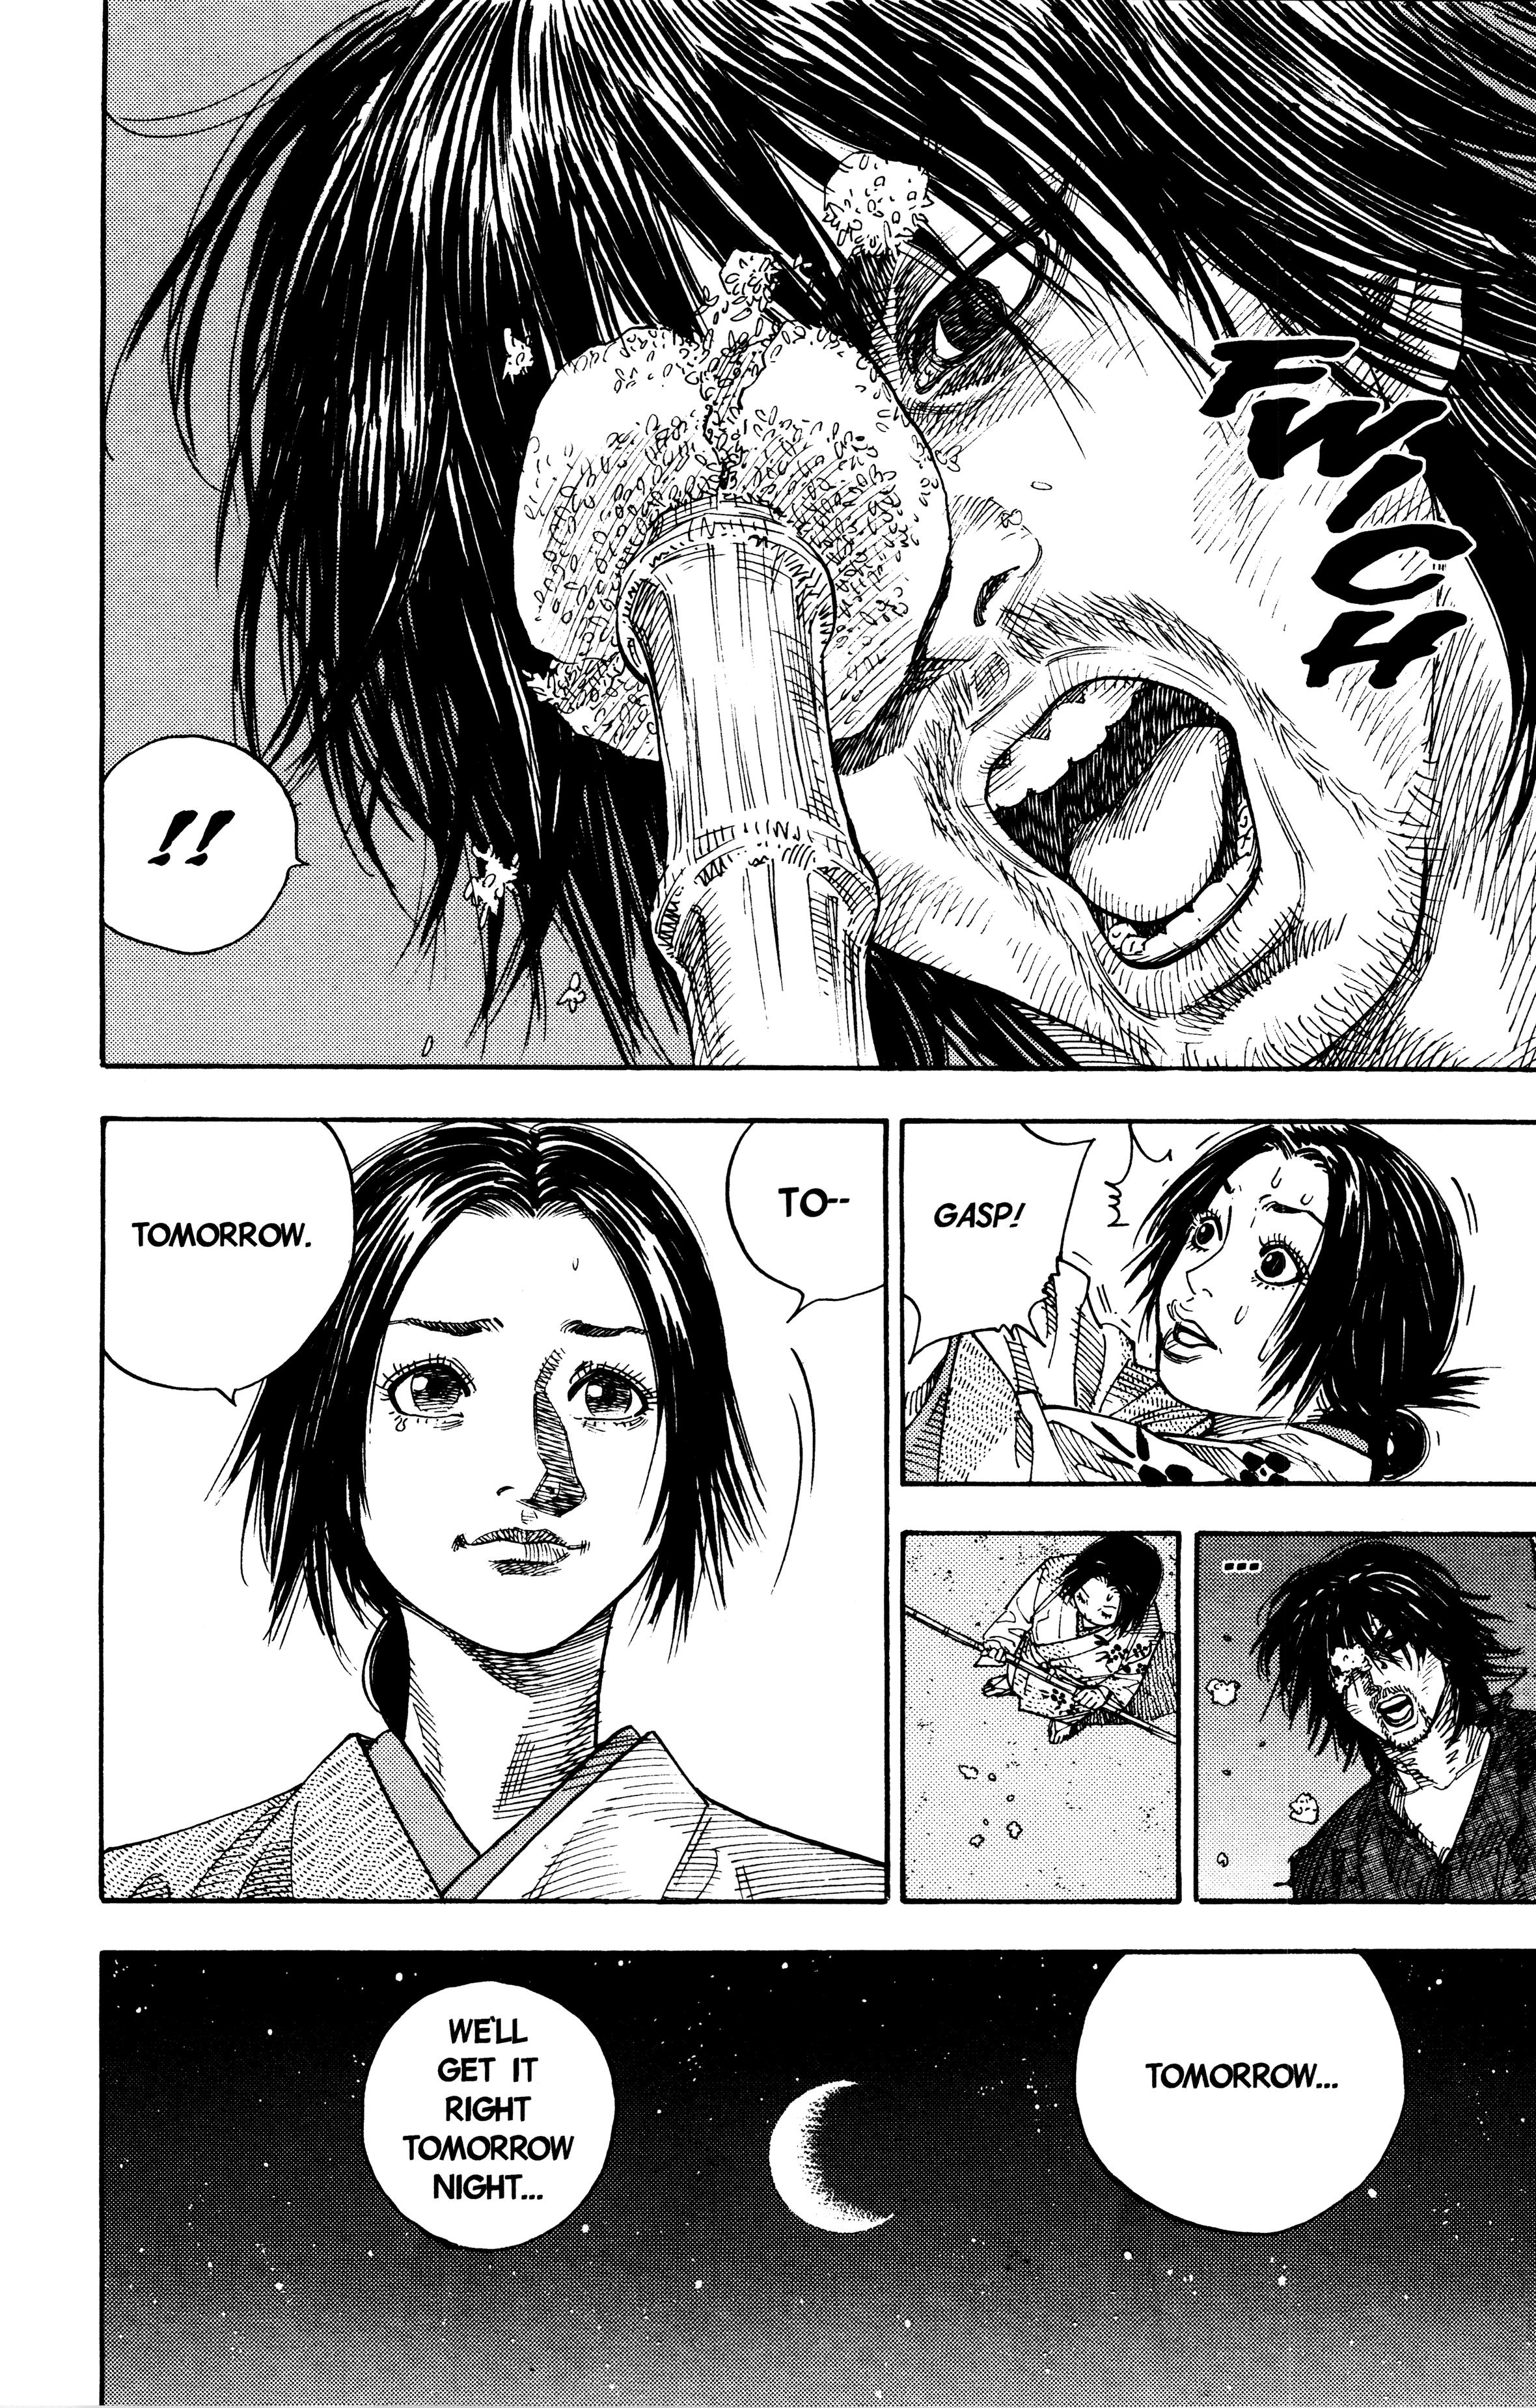 FWICH
!!
GASP!
...
TO--
TOMORROW.
TOMORROW...
WE'LL
GET IT
RIGHT
TOMORROW
NIGHT...